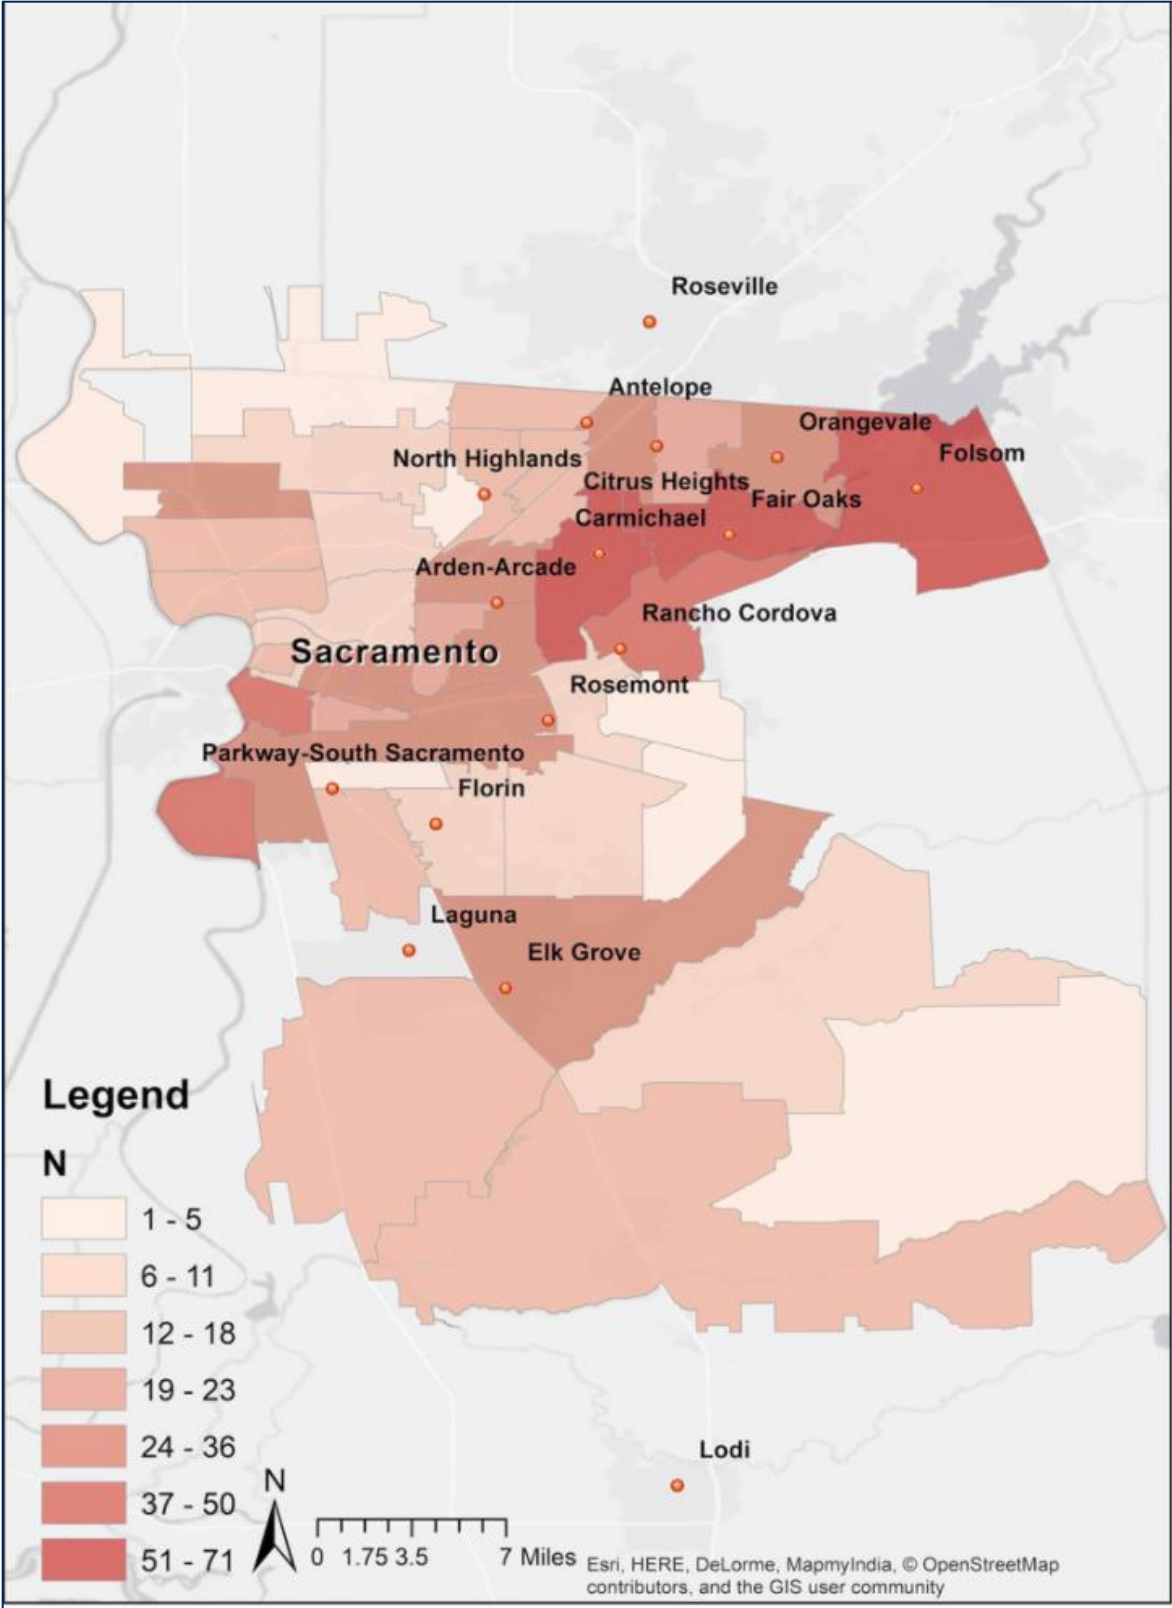 Roseville
Antelope
Orangevale
Folsom
North Highlands
Citrus Heights
Fair Oaks
Carmichael
Arden-Arcade
Rancho Cordova
Sacramento
Rosemont
Parkway-South Sacramento
Florin
Laguna
Elk Grove
Legend
N
1 - 5
6 - 11
12 - 18
19 - 23
24 - 36
37 - 50
51 - 71
N
0 1.75 3.5 7 Miles
Lodi
Esri, HERE, DeLorme, MapmyIndia, © OpenStreetMap
contributors, and the GIS user community